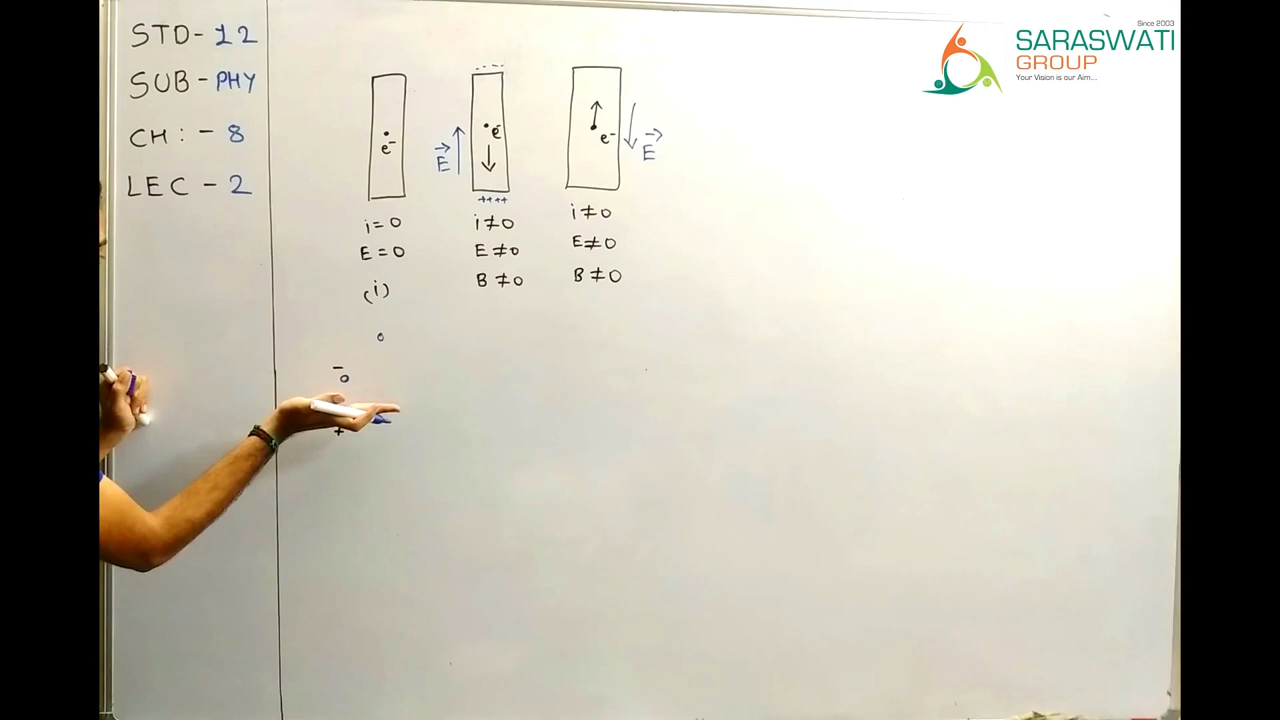 STD-12
SUB-PHY
CH:-8
LEC-2
Since 2003
SARASWATI
GROUP
Your Vision is our Aim...
e⁻
i=0
E=0
(i)
- - - -
E⃗
e⁻
++++
i≠0
E≠0
B≠0
e⁻
E⃗
i≠0
E≠0
B≠0
o
-
o
+